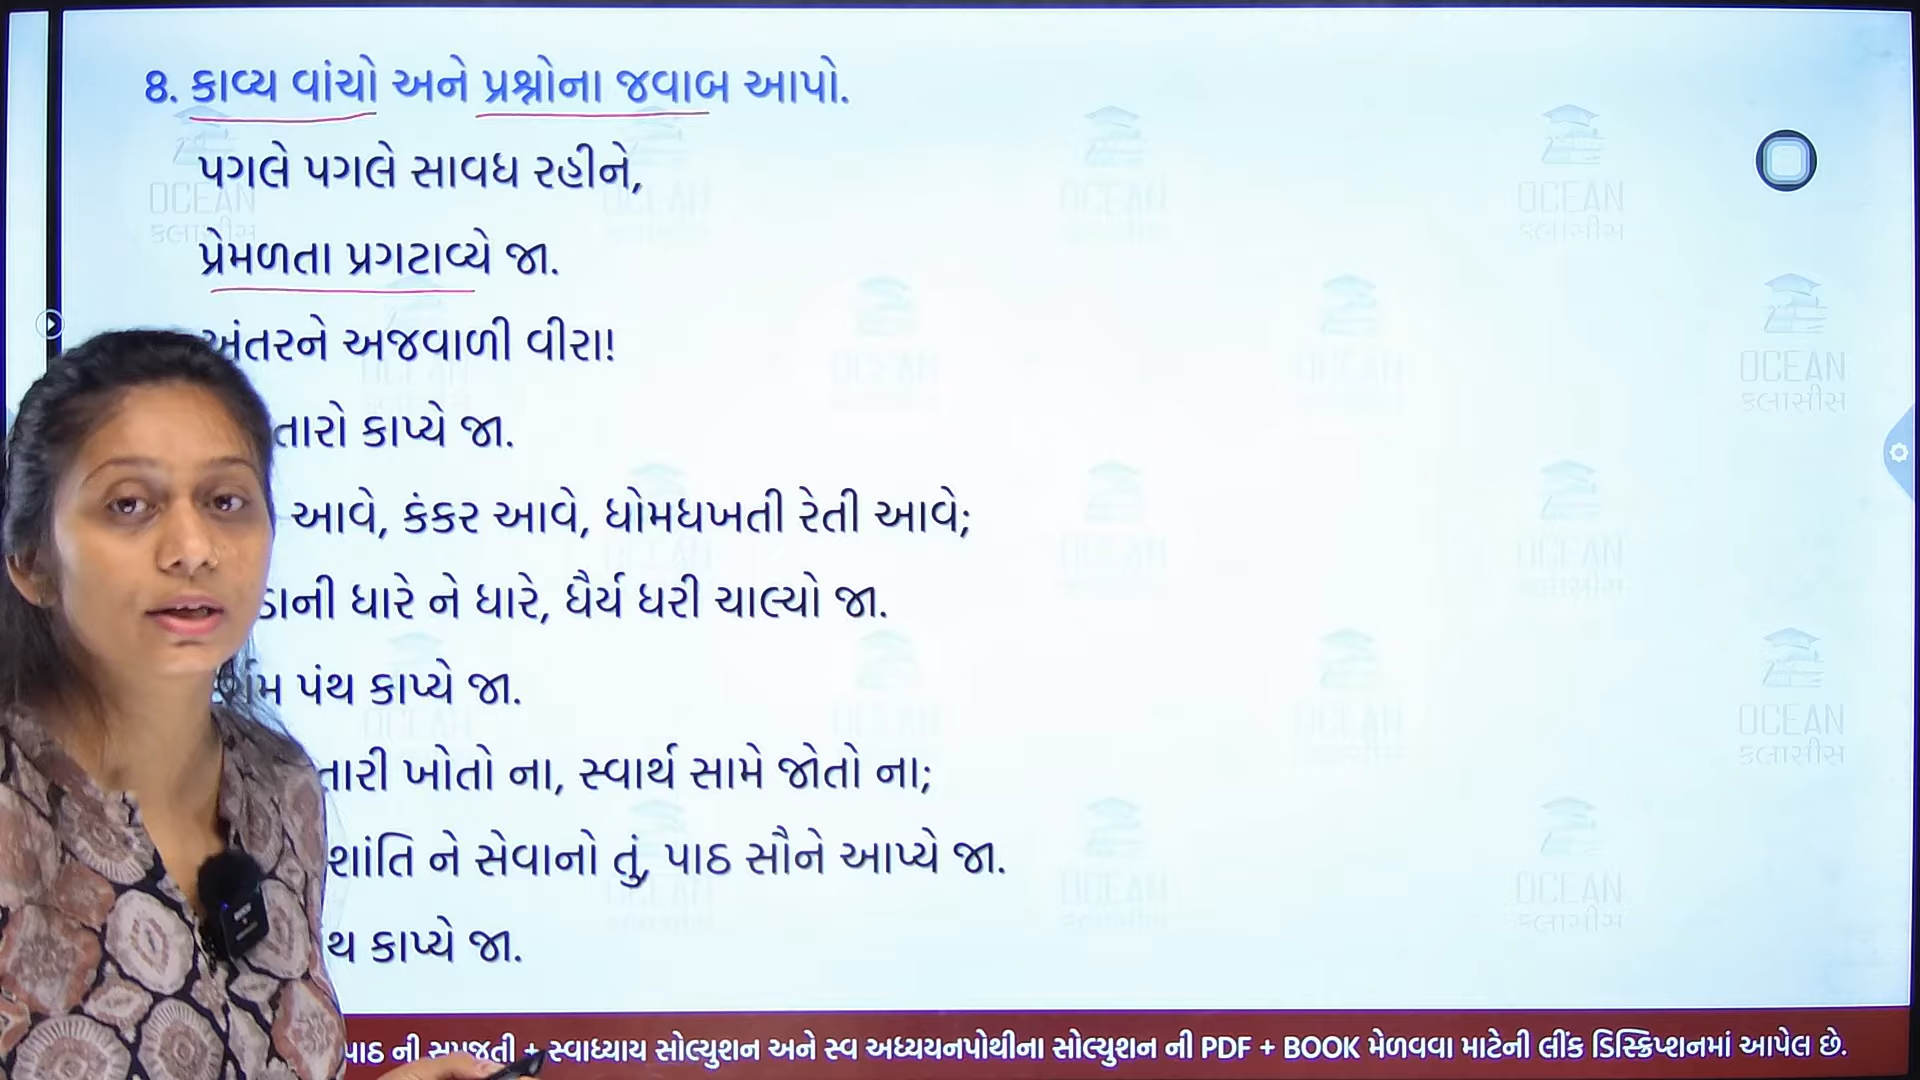 8. કાવ્ય વાંચો અને પ્રશ્નોના જવાબ આપો.
પગલે પગલે સાવધ રહીને,
પ્રેમળતા પ્રગટાવ્યે જા.
અંતરને અજવાળી વીરા!
તારો કાપ્યે જા.
આવે, કંકર આવે, ધોમધખતી રેતી આવે;
ધારે ને ધારે, ધૈર્ય ધરી ચાલ્યો જા.
પંથ કાપ્યે જા.
તારી ખોતો ના, સ્વાર્થ સામે જોતો ના;
શાંતિ ને સેવાનો તું, પાઠ સૌને આપ્યે જા.
કાપ્યે જા.
પાઠ ની સમજુતી + સ્વાધ્યાય સોલ્યુશન અને સ્વ અધ્યયનપોથીના સોલ્યુશન ની PDF + BOOK મેળવવા માટેની લીંક ડિસ્ક્રિપ્શનમાં આપેલ છે.
OCEAN
ક્લાસીસ